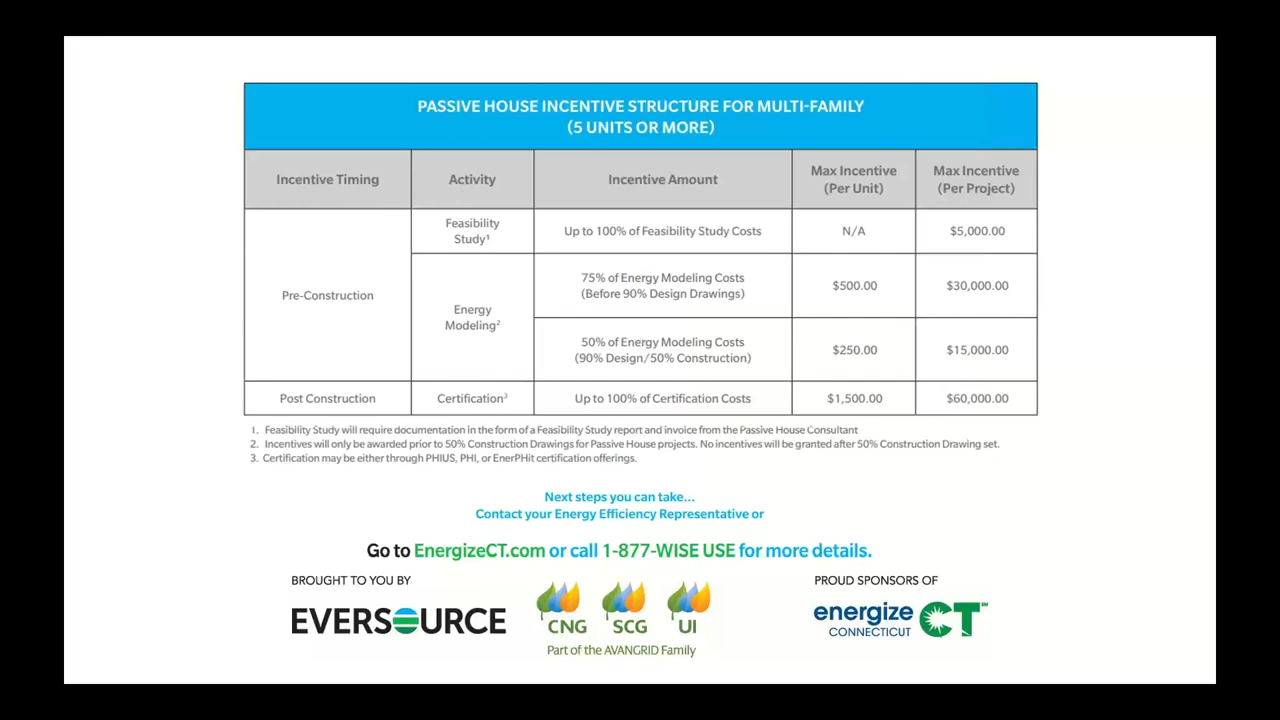 PASSIVE HOUSE INCENTIVE STRUCTURE FOR MULTI-FAMILY
(5 UNITS OR MORE)
Incentive Timing
Activity
Incentive Amount
Max Incentive
(Per Unit)
Max Incentive
(Per Project)
Pre-Construction
Feasibility
Study¹
Up to 100% of Feasibility Study Costs
N/A
$5,000.00
Energy
Modeling²
75% of Energy Modeling Costs
(Before 90% Design Drawings)
$500.00
$30,000.00
50% of Energy Modeling Costs
(90% Design/50% Construction)
$250.00
$15,000.00
Post Construction
Certification³
Up to 100% of Certification Costs
$1,500.00
$60,000.00
1. Feasibility Study will require documentation in the form of a Feasibility Study report and invoice from the Passive House Consultant
2. Incentives will only be awarded prior to 50% Construction Drawings for Passive House projects. No incentives will be granted after 50% Construction Drawing set.
3. Certification may be either through PHIUS, PHI, or EnerPHit certification offerings.
Next steps you can take...
Contact your Energy Efficiency Representative or
Go to EnergizeCT.com or call 1-877-WISE USE for more details.
BROUGHT TO YOU BY
EVERSOURCE
CNG SCG UI
Part of the AVANGRID Family
PROUD SPONSORS OF
energize CT℠
CONNECTICUT